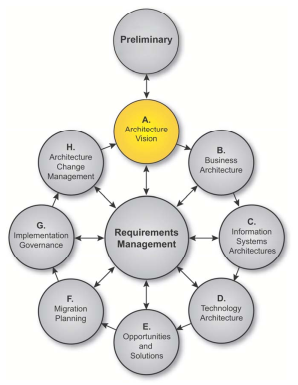 Preliminary
A.
Architecture
Vision
B.
Business
Architecture
C.
Information
Systems
Architectures
D.
Technology
Architecture
E.
Opportunities
and
Solutions
F.
Migration
Planning
G.
Implementation
Governance
H.
Architecture
Change
Management
Requirements
Management